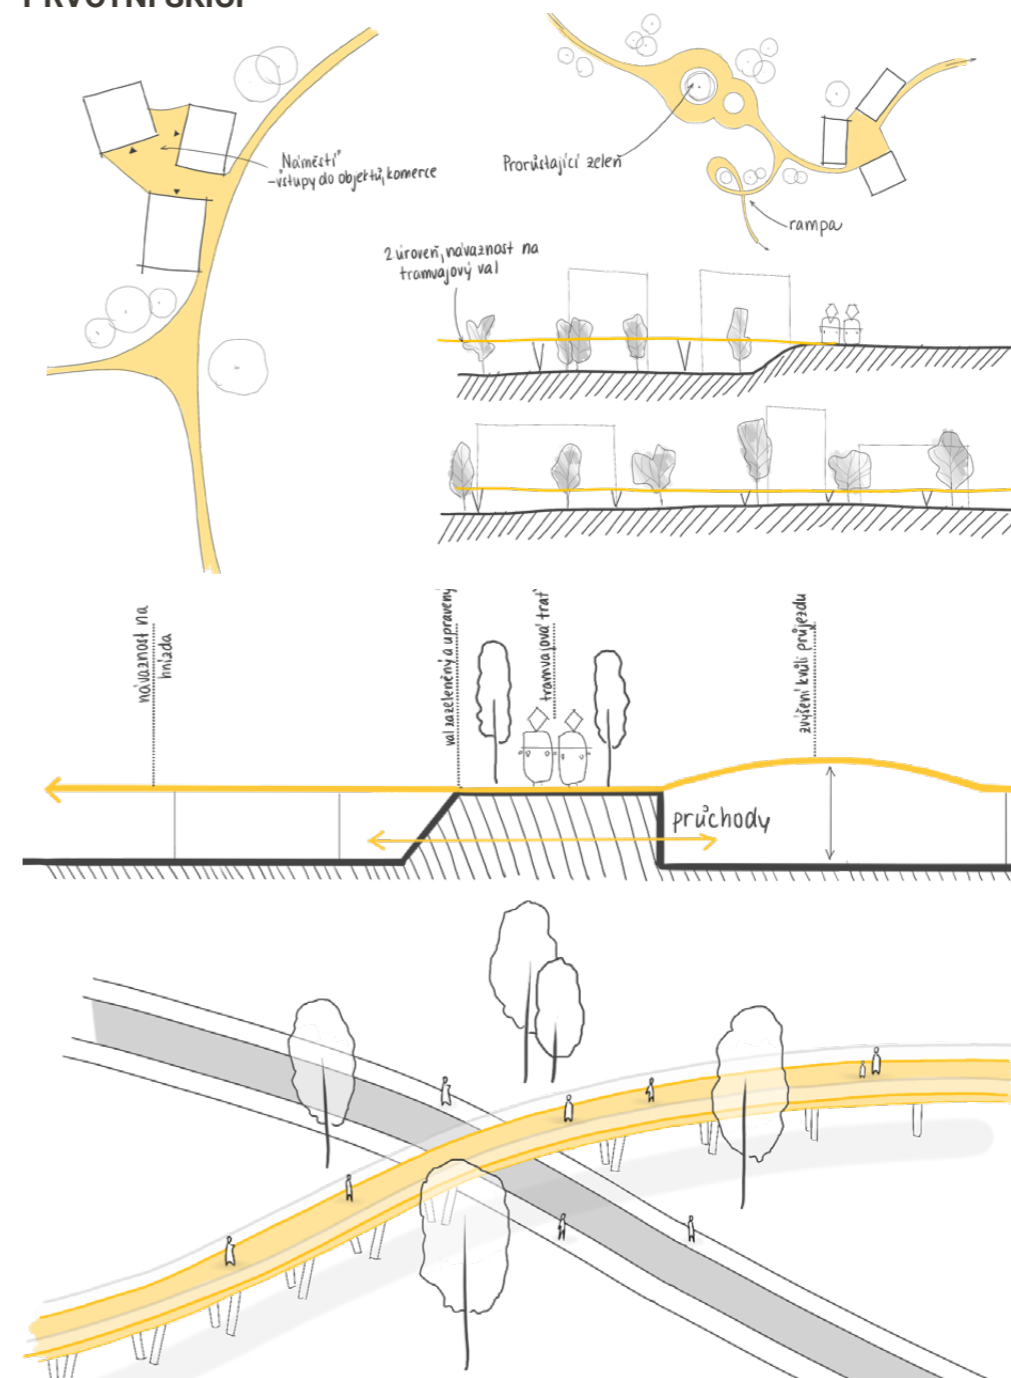 PRVOTNÍ SKICI
Náměstí"
-vstupy do objektů, komerce
Prorůstající zeleň
rampa
2 úroveň, návaznost na
tramvajový val
návaznost na
hnízda
val zazeleněný a upravený
tramvajová trať
zvýšení kvůli průjezdu
průchody